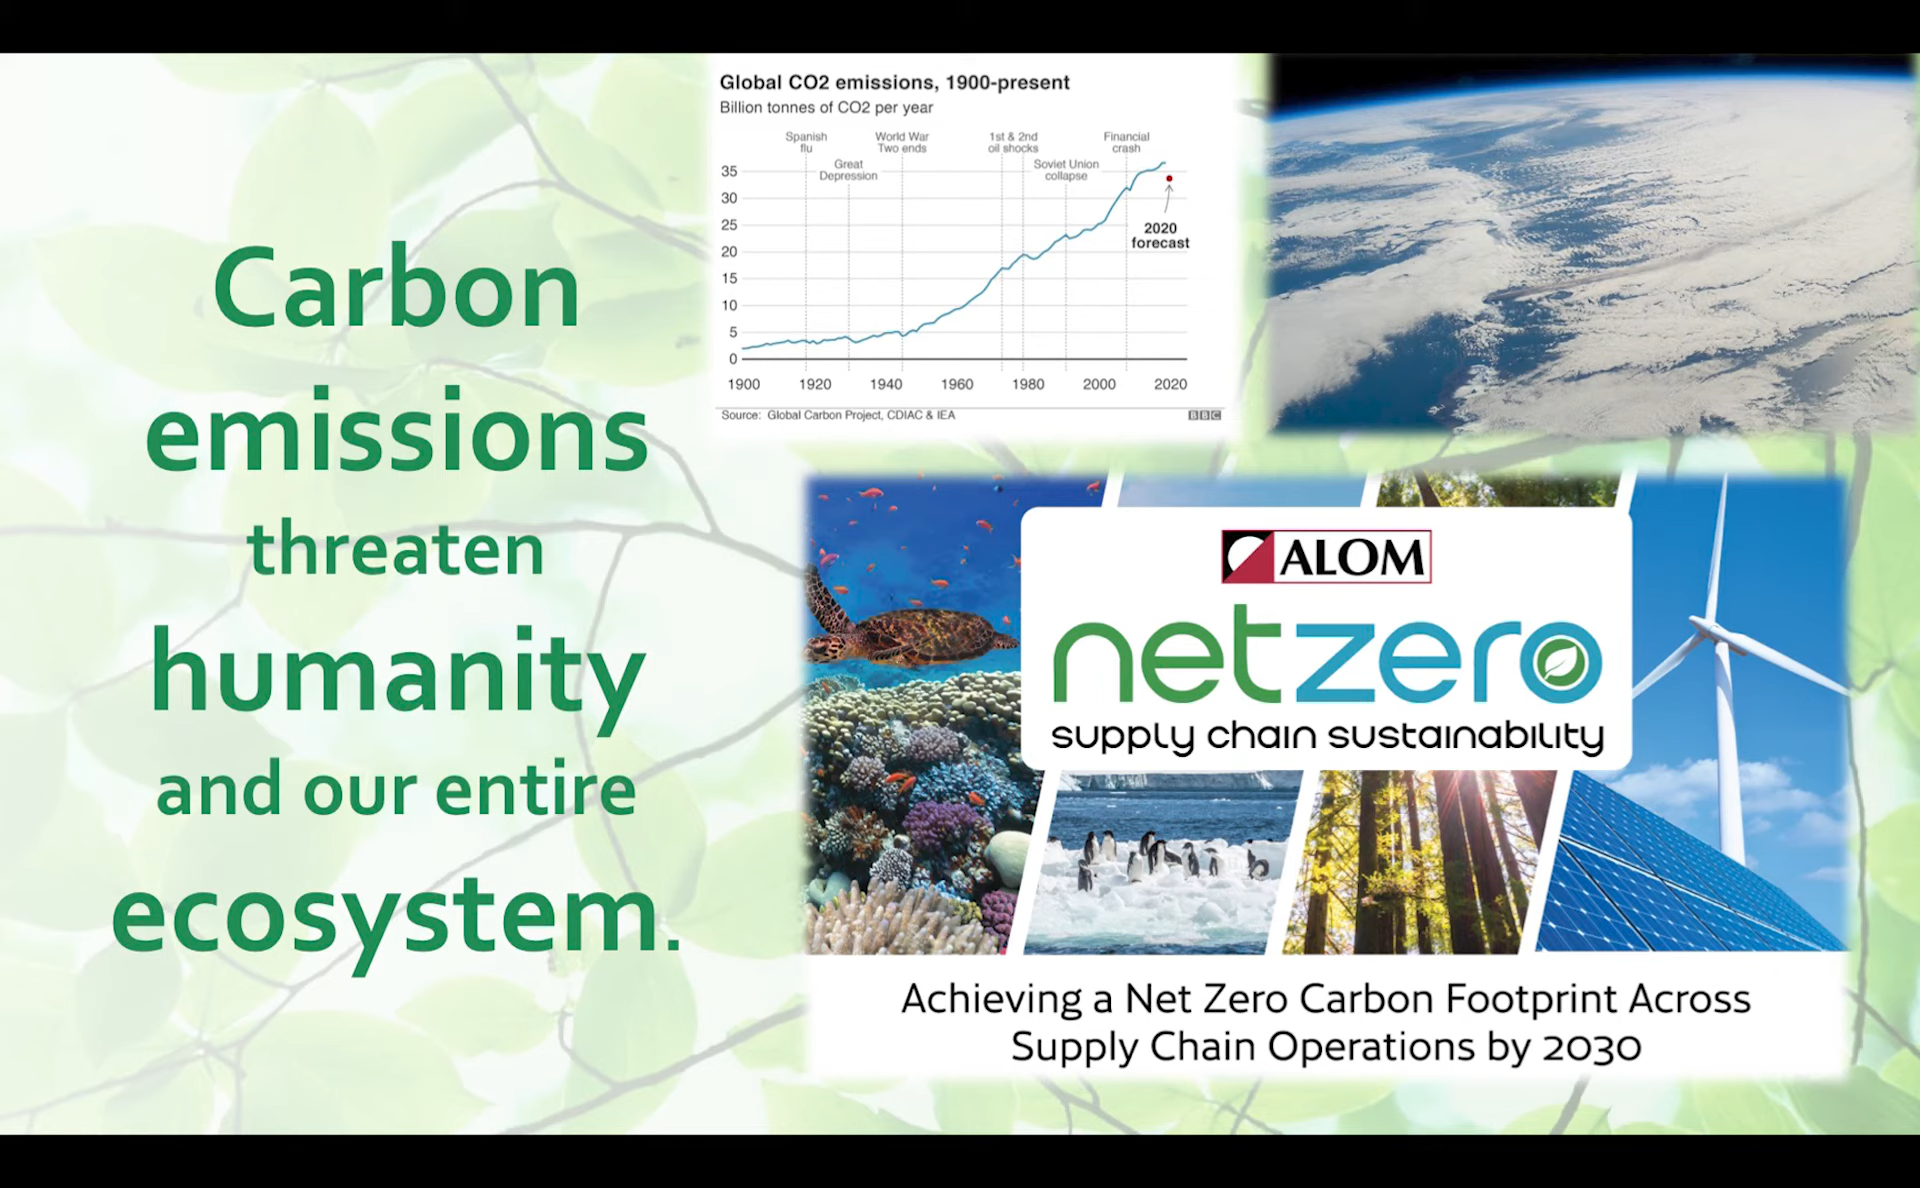 Carbon
emissions
threaten
humanity
and our entire
ecosystem.
Global CO2 emissions, 1900-present
Billion tonnes of CO2 per year
Spanish
flu
Great
Depression
World War
Two ends
1st & 2nd
oil shocks
Soviet Union
collapse
Financial
crash
35
30
25
20
15
10
5
0
2020
forecast
1900 1920 1940 1960 1980 2000 2020
Source: Global Carbon Project, CDIAC & IEA
BBC
ALOM
netzero
supply chain sustainability
Achieving a Net Zero Carbon Footprint Across
Supply Chain Operations by 2030